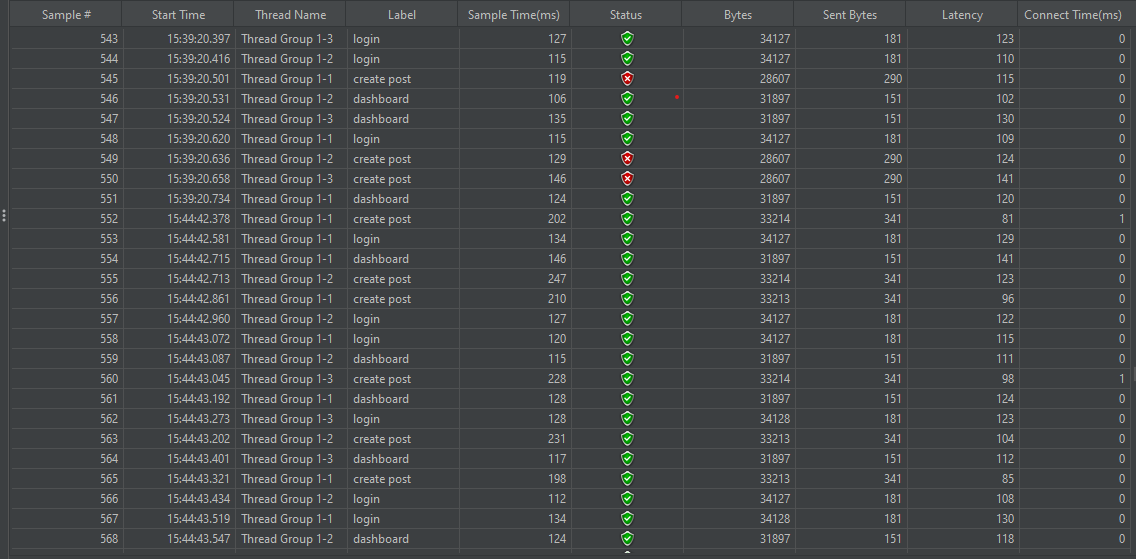 Sample # Start Time Thread Name Label Sample Time(ms) Status Bytes Sent Bytes Latency Connect Time(ms)
543 15:39:20.397 Thread Group 1-3 login 127 34127 181 123 0
544 15:39:20.416 Thread Group 1-2 login 115 34127 181 110 0
545 15:39:20.501 Thread Group 1-1 create post 119 28607 290 115 0
546 15:39:20.531 Thread Group 1-2 dashboard 106 31897 151 102 0
547 15:39:20.524 Thread Group 1-3 dashboard 135 31897 151 130 0
548 15:39:20.620 Thread Group 1-1 login 115 34127 181 109 0
549 15:39:20.636 Thread Group 1-2 create post 129 28607 290 124 0
550 15:39:20.658 Thread Group 1-3 create post 146 28607 290 141 0
551 15:39:20.734 Thread Group 1-1 dashboard 124 31897 151 120 0
552 15:44:42.378 Thread Group 1-1 create post 202 33214 341 81 1
553 15:44:42.581 Thread Group 1-1 login 134 34127 181 129 0
554 15:44:42.715 Thread Group 1-1 dashboard 146 31897 151 141 0
555 15:44:42.713 Thread Group 1-2 create post 247 33214 341 123 0
556 15:44:42.861 Thread Group 1-1 create post 210 33213 341 96 0
557 15:44:42.960 Thread Group 1-2 login 127 34127 181 122 0
558 15:44:43.072 Thread Group 1-1 login 120 34127 181 115 0
559 15:44:43.087 Thread Group 1-2 dashboard 115 31897 151 111 0
560 15:44:43.045 Thread Group 1-3 create post 228 33214 341 98 1
561 15:44:43.192 Thread Group 1-1 dashboard 128 31897 151 124 0
562 15:44:43.273 Thread Group 1-3 login 128 34128 181 123 0
563 15:44:43.202 Thread Group 1-2 create post 231 33213 341 104 0
564 15:44:43.401 Thread Group 1-3 dashboard 117 31897 151 112 0
565 15:44:43.321 Thread Group 1-1 create post 198 33213 341 85 0
566 15:44:43.434 Thread Group 1-2 login 112 34127 181 108 0
567 15:44:43.519 Thread Group 1-1 login 134 34128 181 130 0
568 15:44:43.547 Thread Group 1-2 dashboard 124 31897 151 118 0